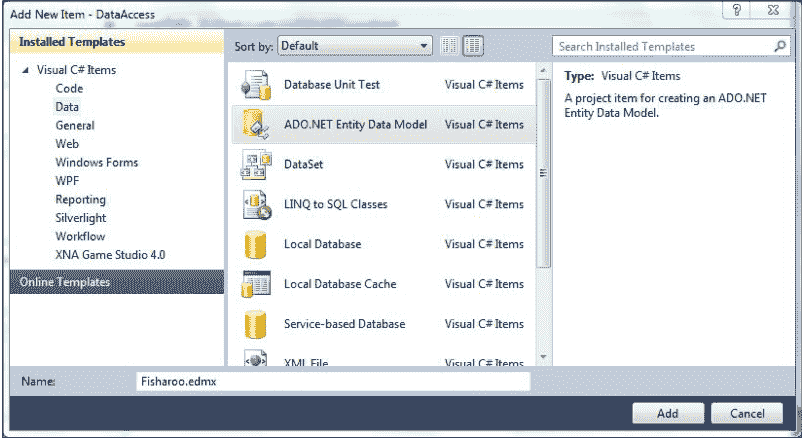 Add New Item - DataAccess
Installed Templates
Sort by: Default
Search Installed Templates
Visual C# Items
Code
Data
General
Web
Windows Forms
WPF
Reporting
Silverlight
Workflow
XNA Game Studio 4.0
Online Templates
Database Unit Test Visual C# Items
ADO.NET Entity Data Model Visual C# Items
DataSet Visual C# Items
LINQ to SQL Classes Visual C# Items
Local Database Visual C# Items
Local Database Cache Visual C# Items
Service-based Database Visual C# Items
XML File Visual C# Items
Type: Visual C# Items
A project item for creating an ADO.NET
Entity Data Model.
Name: Fisharoo.edmx
Add Cancel